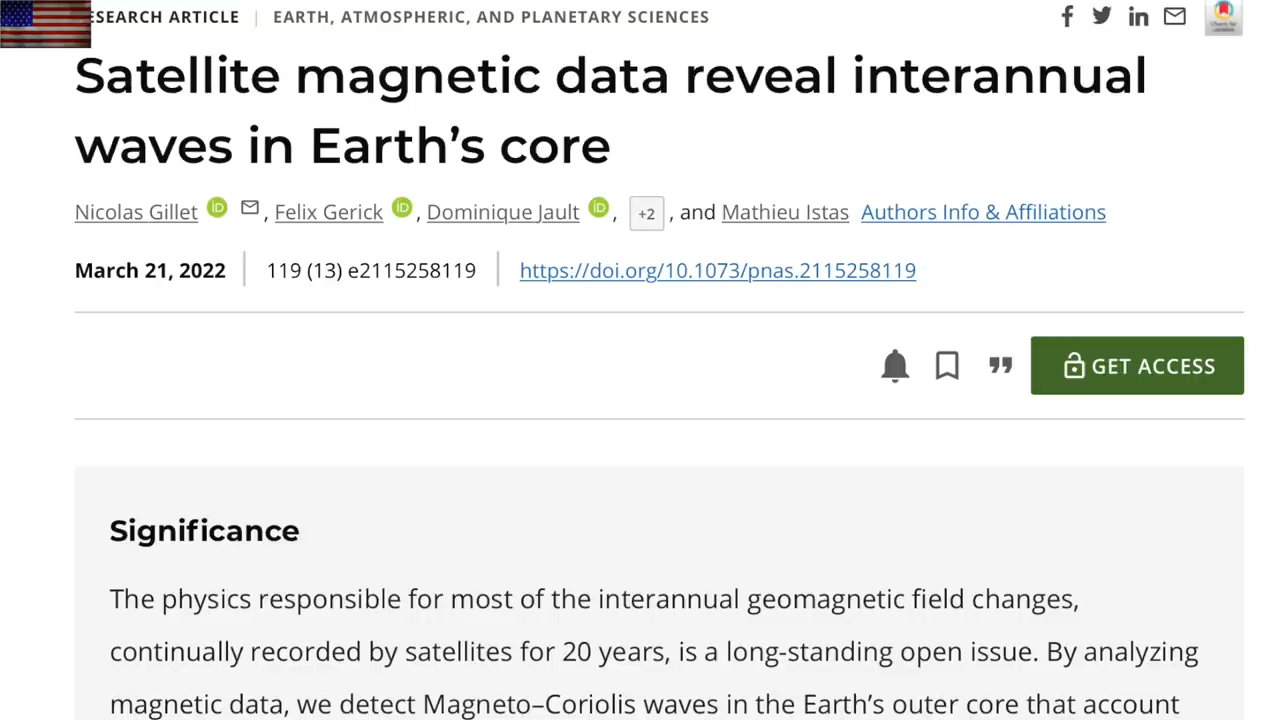 ESEARCH ARTICLE | EARTH, ATMOSPHERIC, AND PLANETARY SCIENCES
Satellite magnetic data reveal interannual
waves in Earth’s core
Nicolas Gillet iD, Felix Gerick iD, Dominique Jault iD, +2, and Mathieu Istas Authors Info & Affiliations
March 21, 2022 | 119 (13) e2115258119 | https://doi.org/10.1073/pnas.2115258119
GET ACCESS
Significance
The physics responsible for most of the interannual geomagnetic field changes,
continually recorded by satellites for 20 years, is a long-standing open issue. By analyzing
magnetic data, we detect Magneto–Coriolis waves in the Earth’s outer core that account